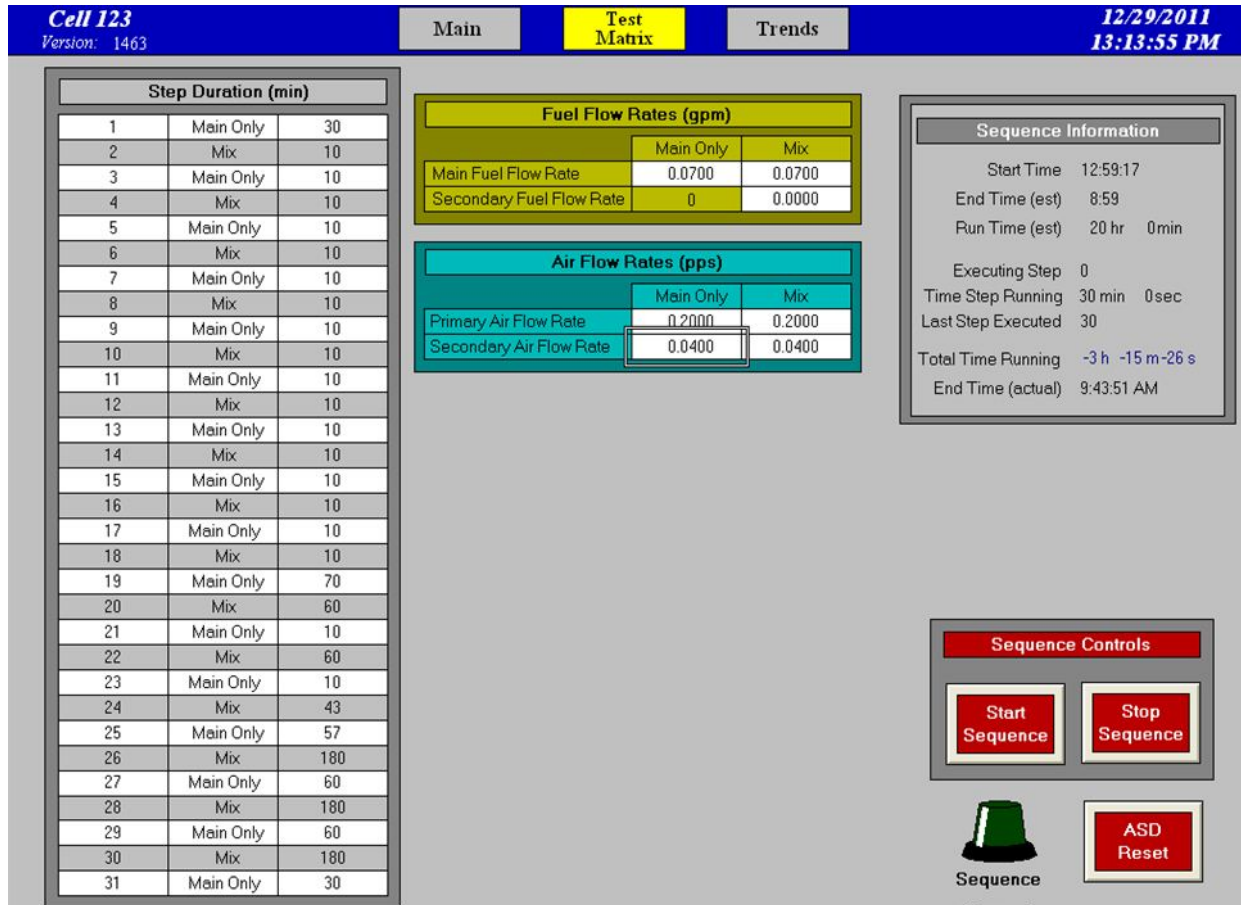 Cell 123
Version: 1463
Main
Test
Matrix
Trends
12/29/2011
13:13:55 PM
Step Duration (min)
1 Main Only 30
2 Mix 10
3 Main Only 10
4 Mix 10
5 Main Only 10
6 Mix 10
7 Main Only 10
8 Mix 10
9 Main Only 10
10 Mix 10
11 Main Only 10
12 Mix 10
13 Main Only 10
14 Mix 10
15 Main Only 10
16 Mix 10
17 Main Only 10
18 Mix 10
19 Main Only 70
20 Mix 60
21 Main Only 10
22 Mix 60
23 Main Only 10
24 Mix 43
25 Main Only 57
26 Mix 180
27 Main Only 60
28 Mix 180
29 Main Only 60
30 Mix 180
31 Main Only 30
Fuel Flow Rates (gpm)
Main Only Mix
Main Fuel Flow Rate 0.0700 0.0700
Secondary Fuel Flow Rate 0 0.0000
Air Flow Rates (pps)
Main Only Mix
Primary Air Flow Rate 0.2000 0.2000
Secondary Air Flow Rate 0.0400 0.0400
Sequence Information
Start Time 12:59:17
End Time (est) 8:59
Run Time (est) 20 hr 0min
Executing Step 0
Time Step Running 30 min 0sec
Last Step Executed 30
Total Time Running -3 h -15 m -26 s
End Time (actual) 9:43:51 AM
Sequence Controls
Start
Sequence
Stop
Sequence
ASD
Reset
Sequence